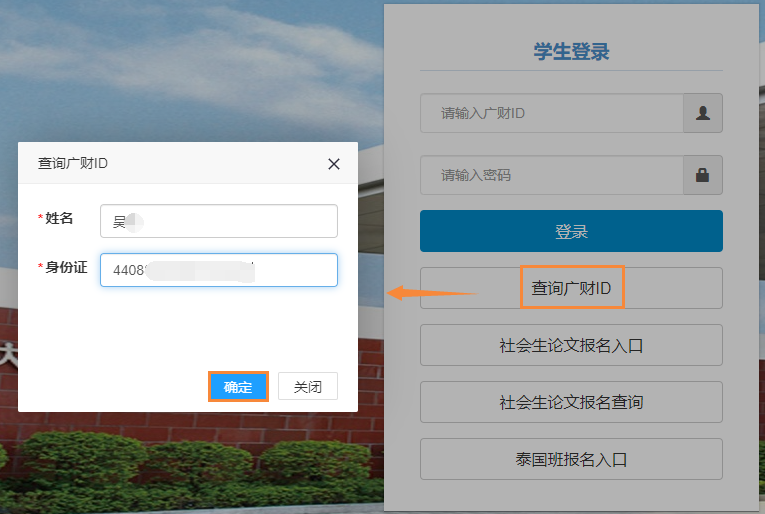 学生登录
请输入广财ID
请输入密码
登录
查询广财ID
社会生论文报名入口
社会生论文报名查询
泰国班报名入口
查询广财ID
*姓名
吴
*身份证
4408
确定
关闭
大